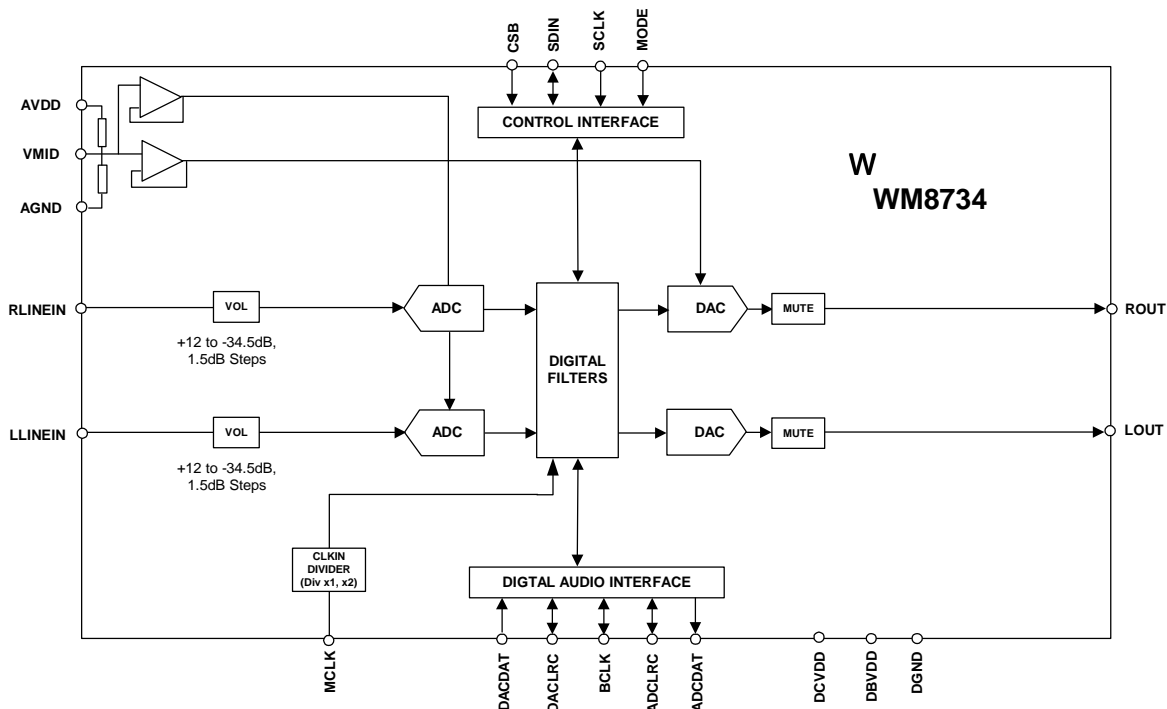 CSB
SDIN
SCLK
MODE
AVDD
VMID
AGND
CONTROL INTERFACE
W
WM8734
RLINEIN
VOL
+12 to -34.5dB,
1.5dB Steps
ADC
DIGITAL
FILTERS
DAC
MUTE
ROUT
LLINEIN
VOL
+12 to -34.5dB,
1.5dB Steps
ADC
DAC
MUTE
LOUT
CLKIN
DIVIDER
(Div x1, x2)
DIGTAL AUDIO INTERFACE
MCLK
DACDAT
DACLRC
BCLK
ADCLRC
ADCDAT
DCVDD
DBVDD
DGND